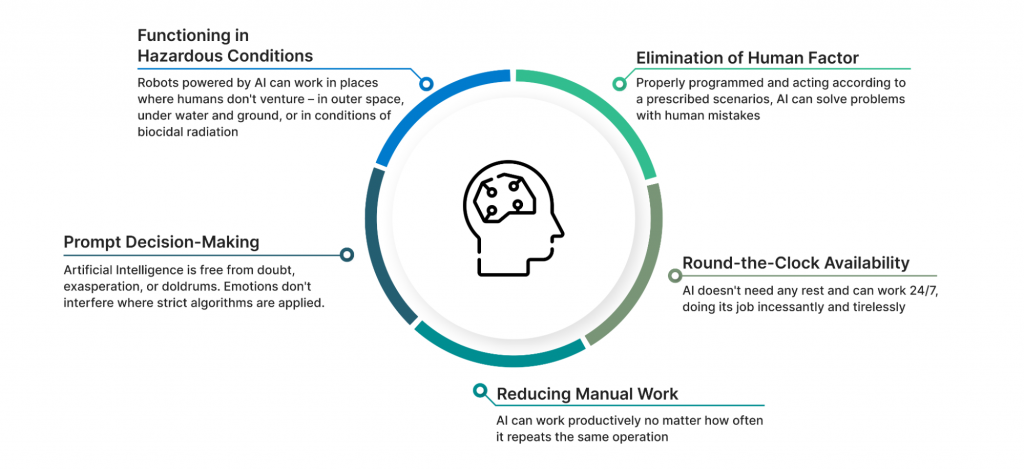 Functioning in
Hazardous Conditions
Robots powered by AI can work in places
where humans don't venture – in outer space,
under water and ground, or in conditions of
biocidal radiation
Elimination of Human Factor
Properly programmed and acting according to
a prescribed scenarios, AI can solve problems
with human mistakes
Prompt Decision-Making
Artificial Intelligence is free from doubt,
exasperation, or doldrums. Emotions don't
interfere where strict algorithms are applied.
Round-the-Clock Availability
AI doesn't need any rest and can work 24/7,
doing its job incessantly and tirelessly
Reducing Manual Work
AI can work productively no matter how often
it repeats the same operation